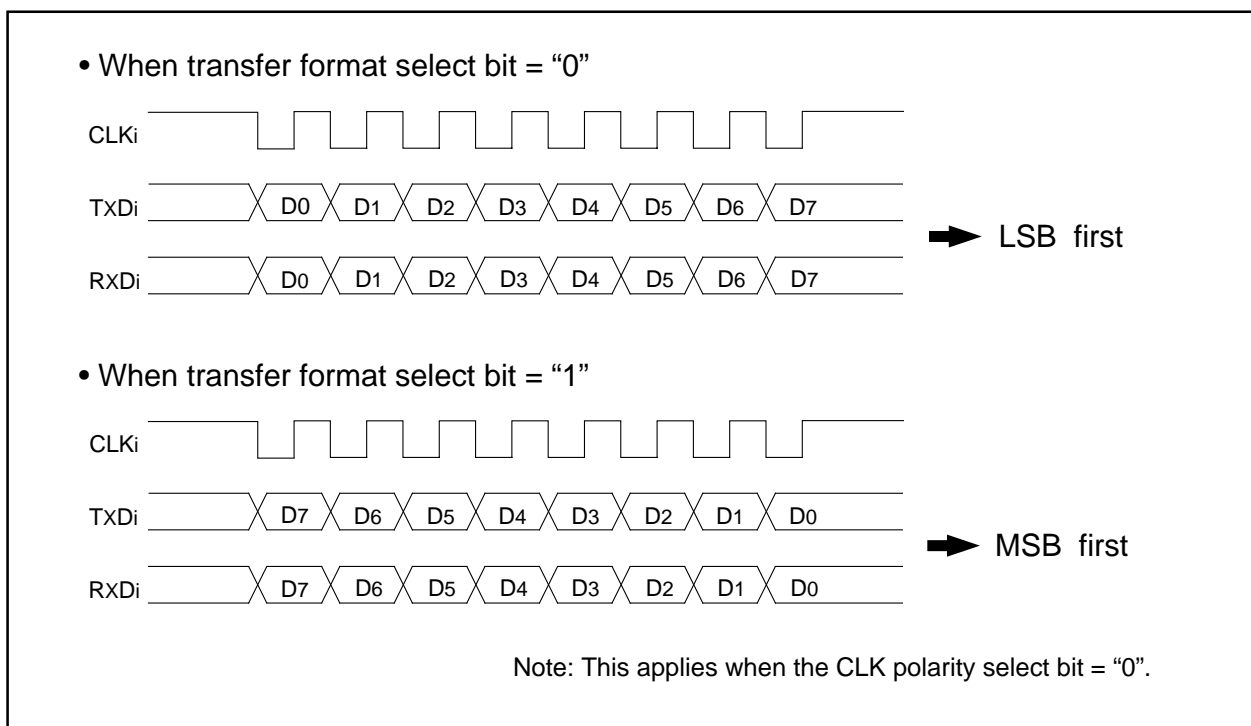 • When transfer format select bit = “0”
CLKi
TXDi D0 D1 D2 D3 D4 D5 D6 D7
RXDi D0 D1 D2 D3 D4 D5 D6 D7
LSB first
• When transfer format select bit = “1”
CLKi
TXDi D7 D6 D5 D4 D3 D2 D1 D0
RXDi D7 D6 D5 D4 D3 D2 D1 D0
MSB first
Note: This applies when the CLK polarity select bit = “0”.